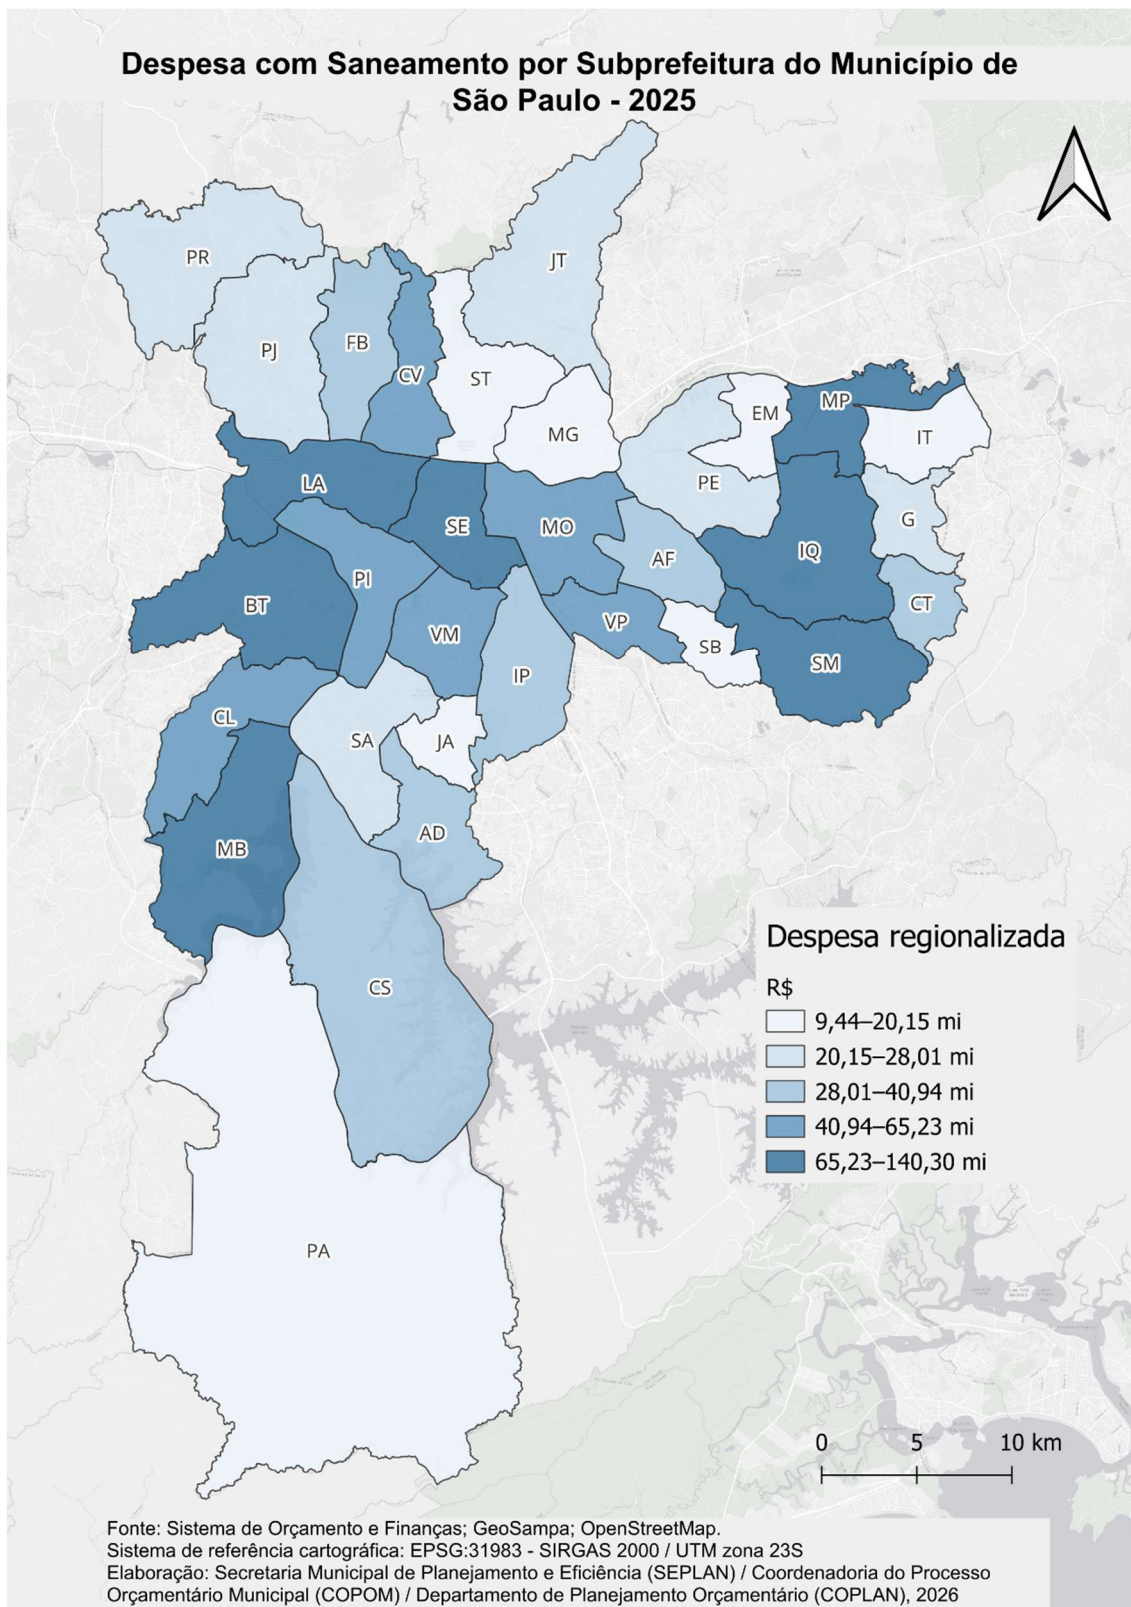 Despesa com Saneamento por Subprefeitura do Município de
São Paulo - 2025
JT
PR
PJ
FB
CV
ST
MG
EM
MP
IT
LA
SE
MO
PE
G
AF
IQ
CT
PI
BT
VM
VP
SB
SM
IP
CL
SA
JA
AD
MB
CS
PA
Despesa regionalizada
R$
9,44–20,15 mi
20,15–28,01 mi
28,01–40,94 mi
40,94–65,23 mi
65,23–140,30 mi
0 5 10 km
Fonte: Sistema de Orçamento e Finanças; GeoSampa; OpenStreetMap.
Sistema de referência cartográfica: EPSG:31983 - SIRGAS 2000 / UTM zona 23S
Elaboração: Secretaria Municipal de Planejamento e Eficiência (SEPLAN) / Coordenadoria do Processo
Orçamentário Municipal (COPOM) / Departamento de Planejamento Orçamentário (COPLAN), 2026